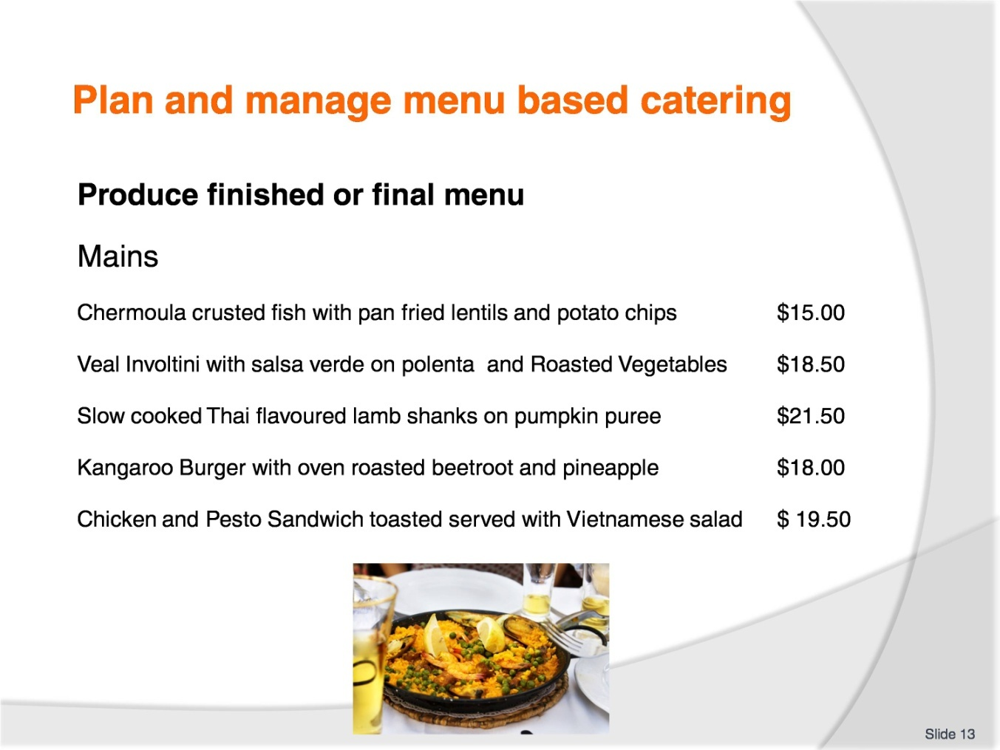 Plan and manage menu based catering
Produce finished or final menu
Mains
Chermoula crusted fish with pan fried lentils and potato chips $15.00
Veal Involtini with salsa verde on polenta  and Roasted Vegetables $18.50
Slow cooked Thai flavoured lamb shanks on pumpkin puree $21.50
Kangaroo Burger with oven roasted beetroot and pineapple $18.00
Chicken and Pesto Sandwich toasted served with Vietnamese salad $ 19.50
Slide 13